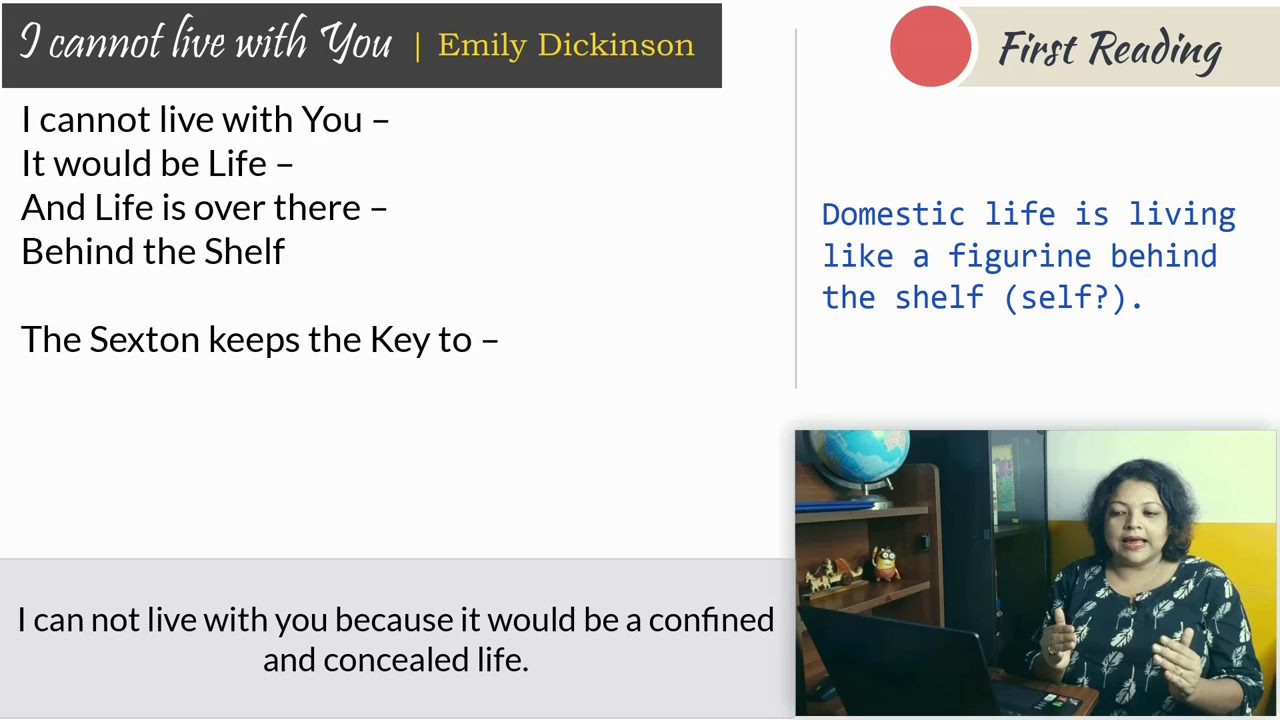 I cannot live with You | Emily Dickinson
First Reading
I cannot live with You –
It would be Life –
And Life is over there –
Behind the Shelf
The Sexton keeps the Key to –
Domestic life is living
like a figurine behind
the shelf (self?).
I can not live with you because it would be a confined
and concealed life.